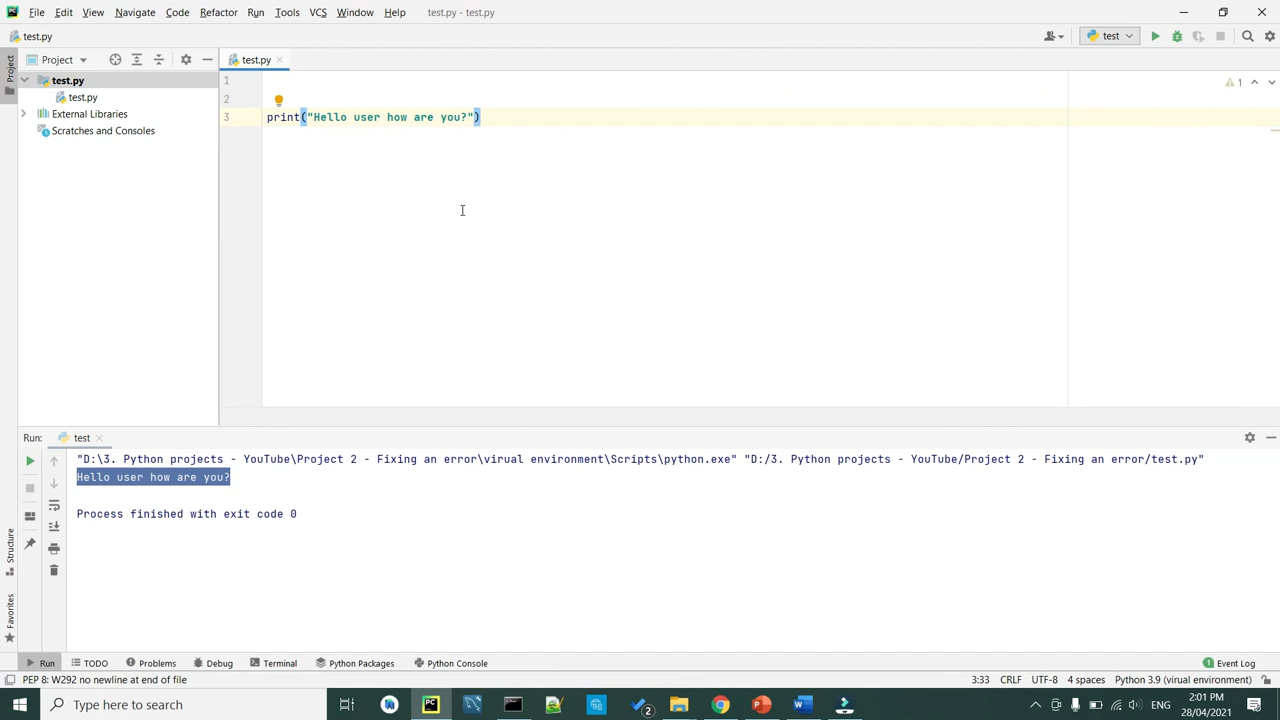 File Edit View Navigate Code Refactor Run Tools VCS Window Help test.py - test.py
test.py
test
Project
test.py
Project
test.py
test.py
External Libraries
Scratches and Consoles
1
2
3 print("Hello user how are you?")
1
Run: test
"D:\3. Python projects - YouTube\Project 2 - Fixing an error\virual environment\Scripts\python.exe" "D:/3. Python projects - YouTube/Project 2 - Fixing an error/test.py"
Hello user how are you?
Process finished with exit code 0
Structure
Favorites
Run TODO Problems Debug Terminal Python Packages Python Console 1 Event Log
PEP 8: W292 no newline at end of file 3:33 CRLF UTF-8 4 spaces Python 3.9 (virual environment)
Type here to search 2 ENG 2:01 PM
28/04/2021